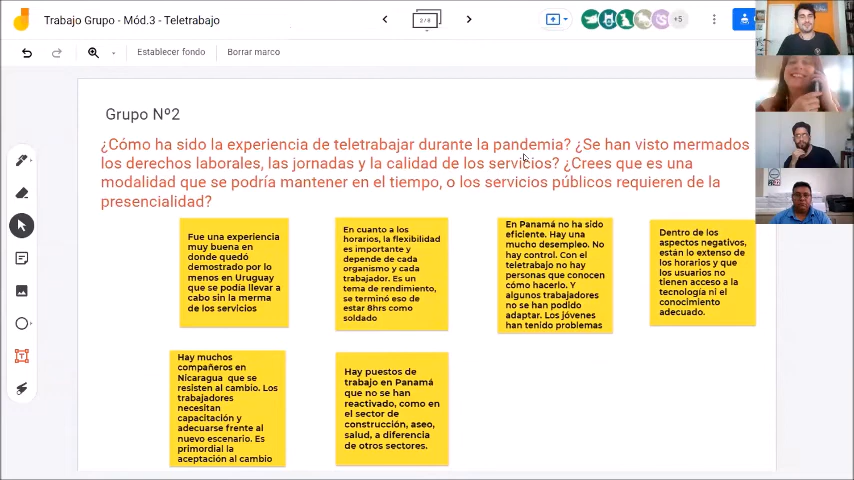 Trabajo Grupo - Mód.3 - Teletrabajo
2 / 8
+5
Establecer fondo
Borrar marco
Grupo Nº2
¿Cómo ha sido la experiencia de teletrabajar durante la pandemia? ¿Se han visto mermados
los derechos laborales, las jornadas y la calidad de los servicios? ¿Crees que es una
modalidad que se podría mantener en el tiempo, o los servicios públicos requieren de la
presencialidad?
Fue una experiencia
muy buena en
donde quedó
demostrado por lo
menos en Uruguay
que se podía llevar a
cabo sin la merma
de los servicios
En cuanto a los
horarios, la flexibilidad
es importante y
depende de cada
organismo y cada
trabajador. Es un
tema de rendimiento,
se terminó eso de
estar 8hrs como
soldado
En Panamá no ha sido
eficiente. Hay una
mucho desempleo. No
hay control. Con el
teletrabajo no hay
personas que conocen
cómo hacerlo. Y
algunos trabajadores
no se han podido
adaptar. Los jóvenes
han tenido problemas
Dentro de los
aspectos negativos,
están lo extenso de
los horarios y que
los usuarios no
tienen acceso a la
tecnología ni el
conocimiento
adecuado.
Hay muchos
compañeros en
Nicaragua que se
resisten al cambio. Los
trabajadores
necesitan
capacitación y
adecuarse frente al
nuevo escenario. Es
primordial la
aceptación al cambio
Hay puestos de
trabajo en Panamá
que no se han
reactivado, como en
el sector de
construcción, aseo,
salud, a diferencia
de otros sectores.